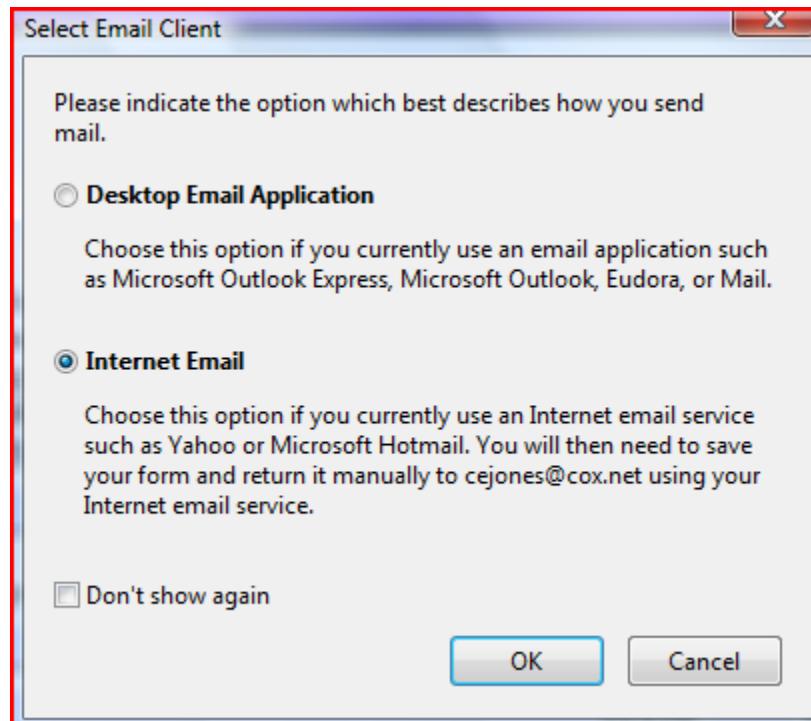 Select Email Client
Please indicate the option which best describes how you send
mail.
Desktop Email Application
Choose this option if you currently use an email application such
as Microsoft Outlook Express, Microsoft Outlook, Eudora, or Mail.
Internet Email
Choose this option if you currently use an Internet email service
such as Yahoo or Microsoft Hotmail. You will then need to save
your form and return it manually to cejones@cox.net using your
Internet email service.
Don't show again
OK Cancel